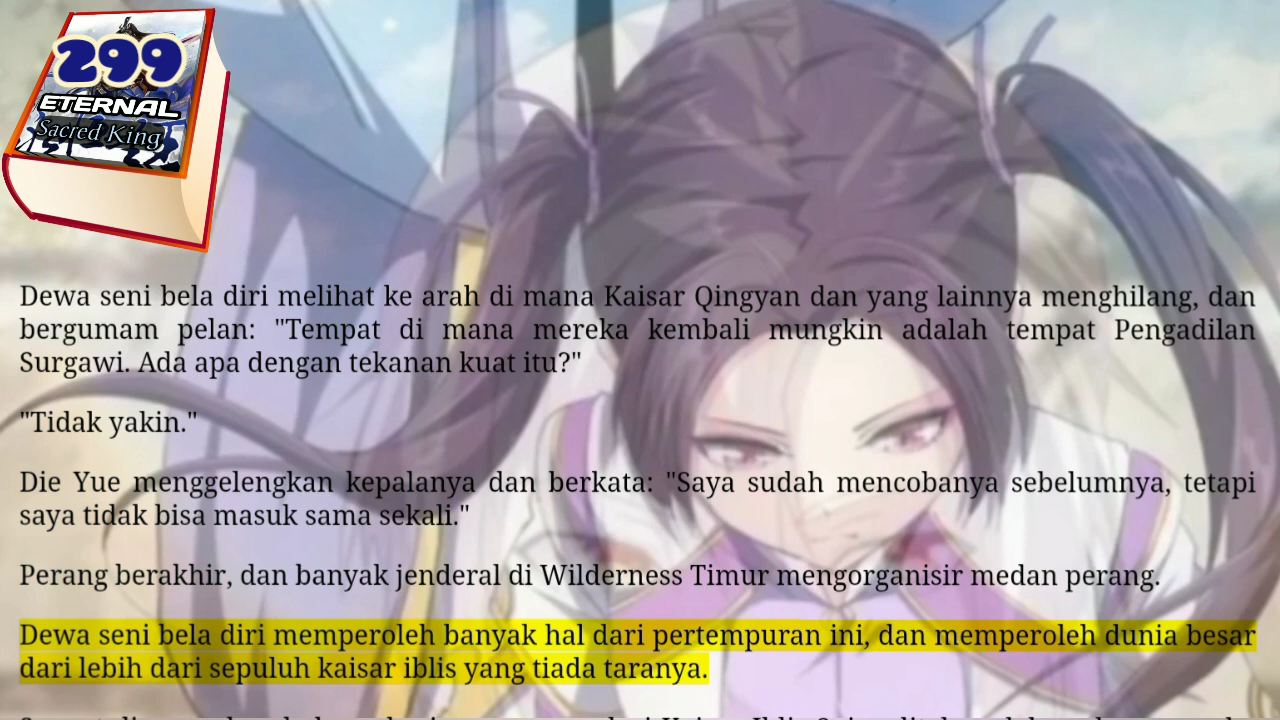 299
ETERNAL
Sacred King
Dewa seni bela diri melihat ke arah di mana Kaisar Qingyan dan yang lainnya menghilang, dan
bergumam pelan: "Tempat di mana mereka kembali mungkin adalah tempat Pengadilan
Surgawi. Ada apa dengan tekanan kuat itu?"
"Tidak yakin."
Die Yue menggelengkan kepalanya dan berkata: "Saya sudah mencobanya sebelumnya, tetapi
saya tidak bisa masuk sama sekali."
Perang berakhir, dan banyak jenderal di Wilderness Timur mengorganisir medan perang.
Dewa seni bela diri memperoleh banyak hal dari pertempuran ini, dan memperoleh dunia besar
dari lebih dari sepuluh kaisar iblis yang tiada taranya.